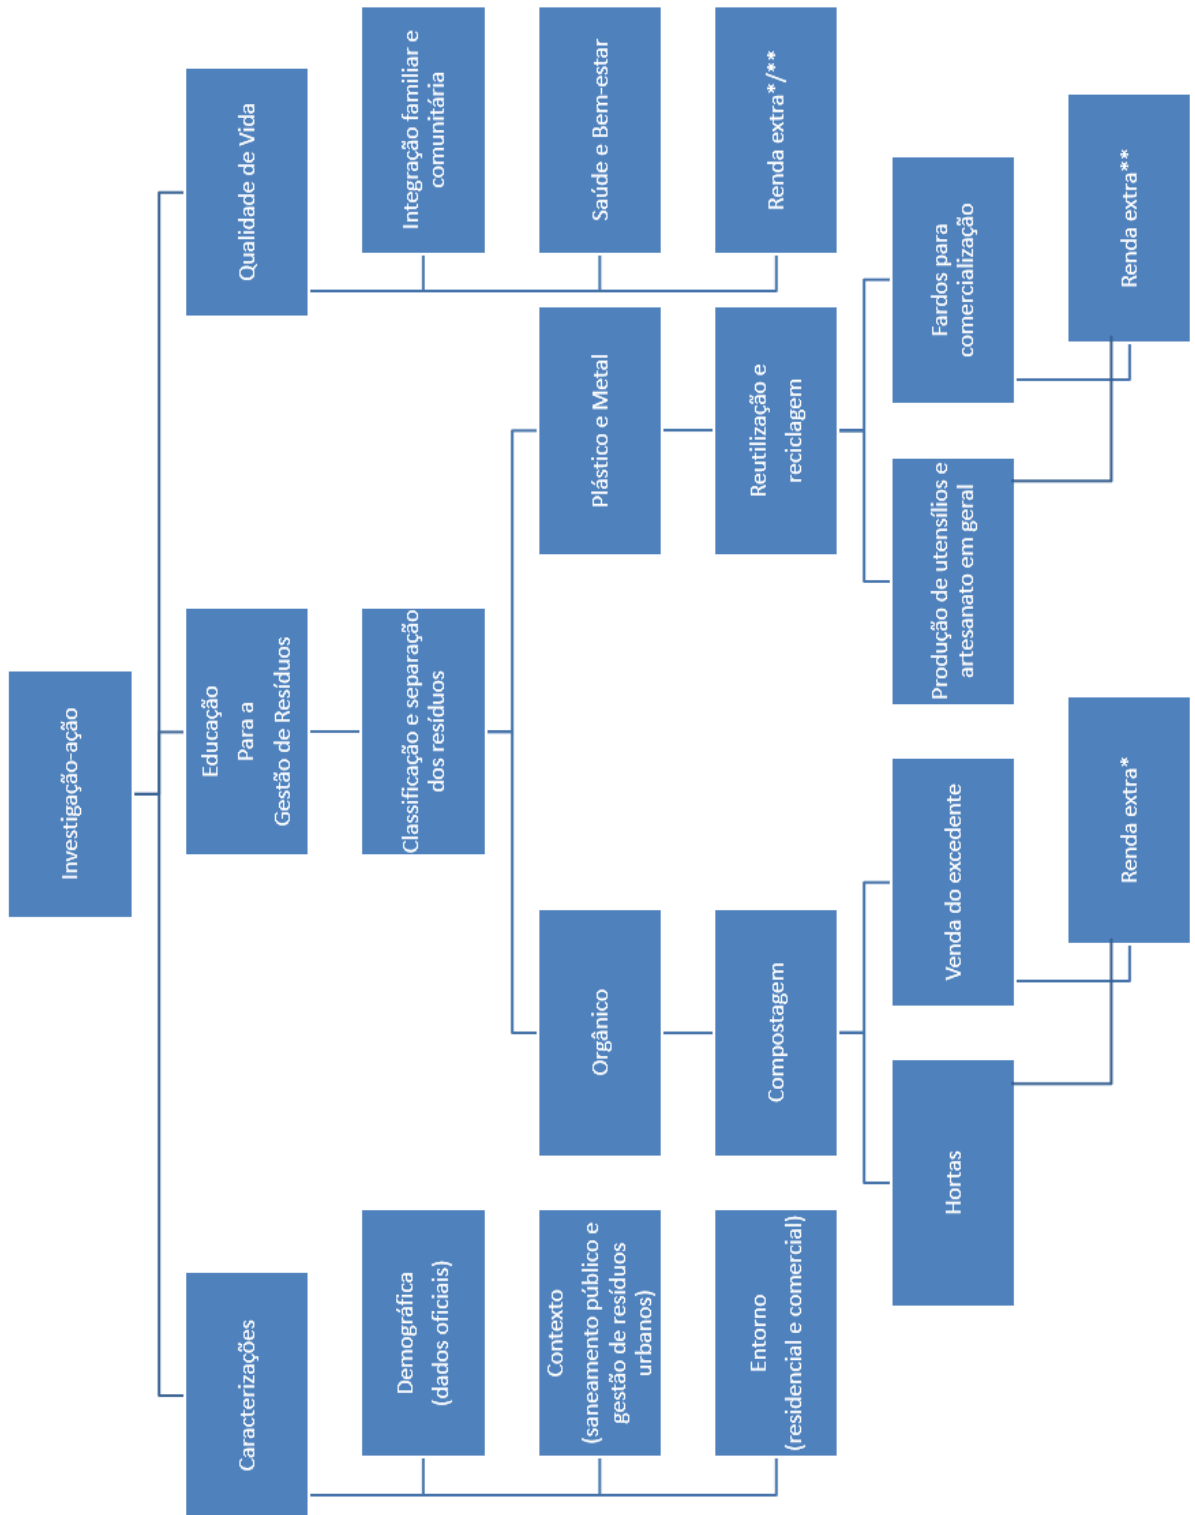 Investigação-ação
Caracterizações
Educação
Para a
Gestão de Resíduos
Qualidade de Vida
Demográfica
(dados oficiais)
Classificação e separação
dos resíduos
Integração familiar e
comunitária
Contexto
(saneamento público e
gestão de resíduos
urbanos)
Orgânico
Plástico e Metal
Saúde e Bem-estar
Entorno
(residencial e comercial)
Compostagem
Reutilização e
reciclagem
Renda extra*/**
Hortas
Venda do excedente
Produção de utensílios e
artesanato em geral
Fardos para
comercialização
Renda extra*
Renda extra**